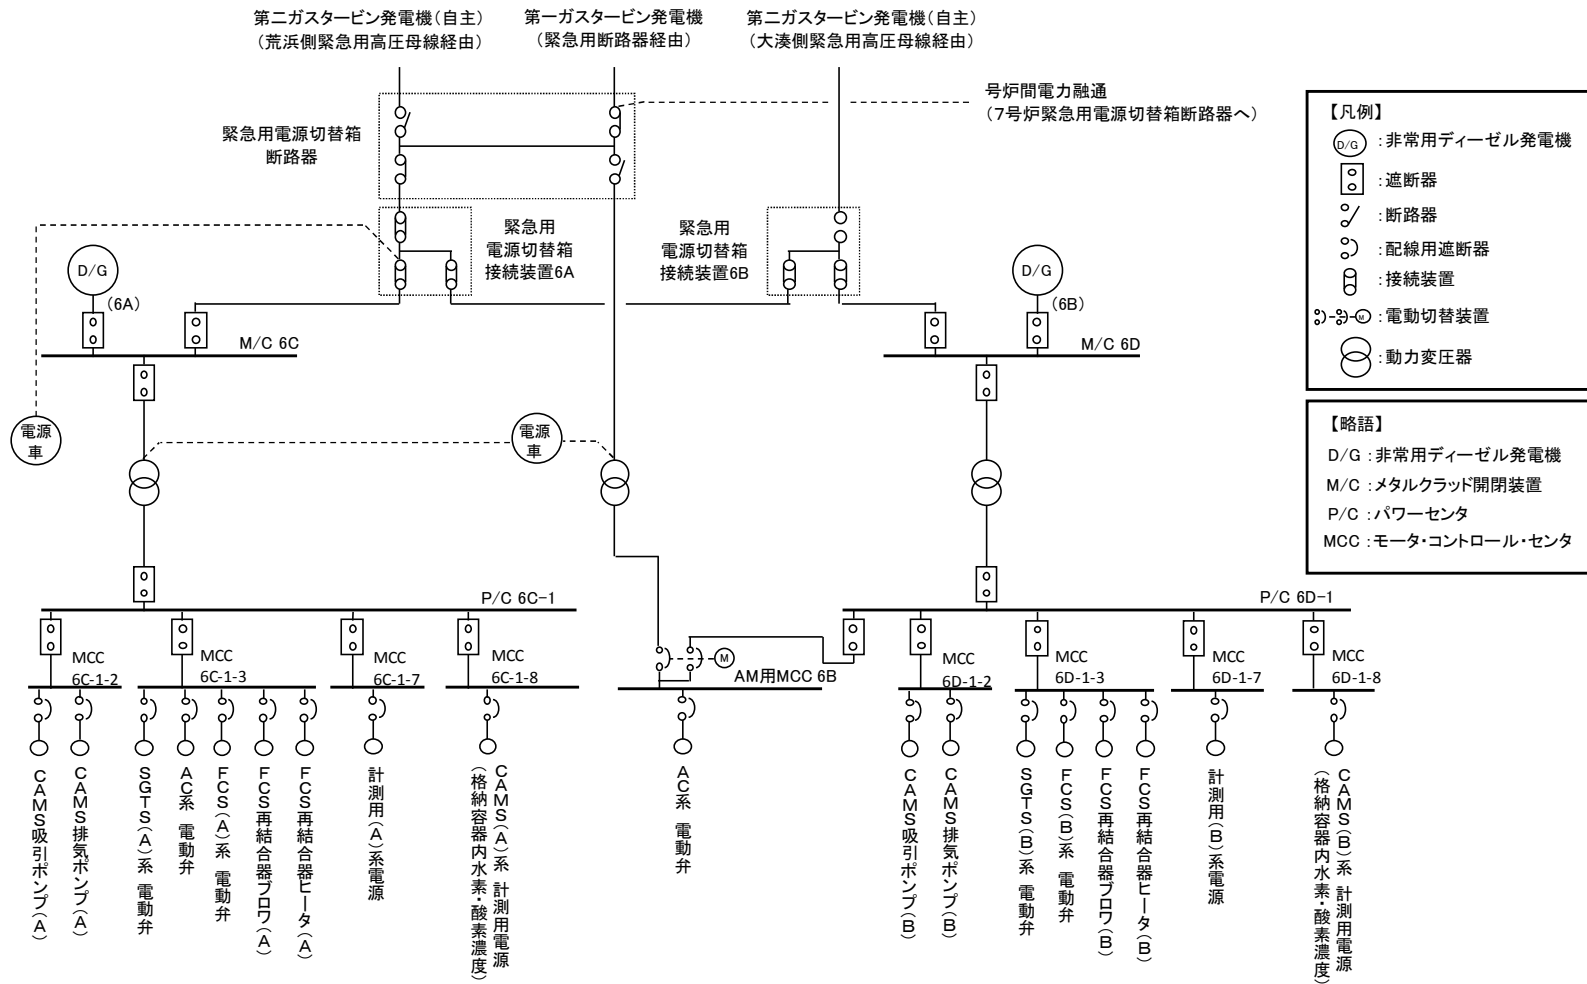 第二ガスタービン発電機(自主)
(荒浜側緊急用高圧母線経由)
第一ガスタービン発電機
(緊急用断路器経由)
第二ガスタービン発電機(自主)
(大湊側緊急用高圧母線経由)
号炉間電力融通
(7号炉緊急用電源切替箱断路器へ)
緊急用電源切替箱
断路器
緊急用
電源切替箱
接続装置6A
緊急用
電源切替箱
接続装置6B
D/G
(6A)
D/G
(6B)
M/C 6C
M/C 6D
電源
車
電源
車
P/C 6C-1
P/C 6D-1
MCC
6C-1-2
MCC
6C-1-3
MCC
6C-1-7
MCC
6C-1-8
M
AM用MCC 6B
MCC
6D-1-2
MCC
6D-1-3
MCC
6D-1-7
MCC
6D-1-8
CAMS吸引ポンプ(A)
CAMS排気ポンプ(A)
SGTS(A)系 電動弁
AC系 電動弁
FCS(A)系 電動弁
FCS再結合器ブロワ(A)
FCS再結合器ヒータ(A)
計測用(A)系電源
CAMS(A)系 計測用電源
(格納容器内水素・酸素濃度)
AC系 電動弁
CAMS吸引ポンプ(B)
CAMS排気ポンプ(B)
SGTS(B)系 電動弁
FCS(B)系 電動弁
FCS再結合器ブロワ(B)
FCS再結合器ヒータ(B)
計測用(B)系電源
CAMS(B)系 計測用電源
(格納容器内水素・酸素濃度)
【凡例】
D/G :非常用ディーゼル発電機
:遮断器
:断路器
:配線用遮断器
:接続装置
M :電動切替装置
:動力変圧器
【略語】
D/G :非常用ディーゼル発電機
M/C :メタルクラッド開閉装置
P/C :パワーセンタ
MCC :モータ・コントロール・センタ